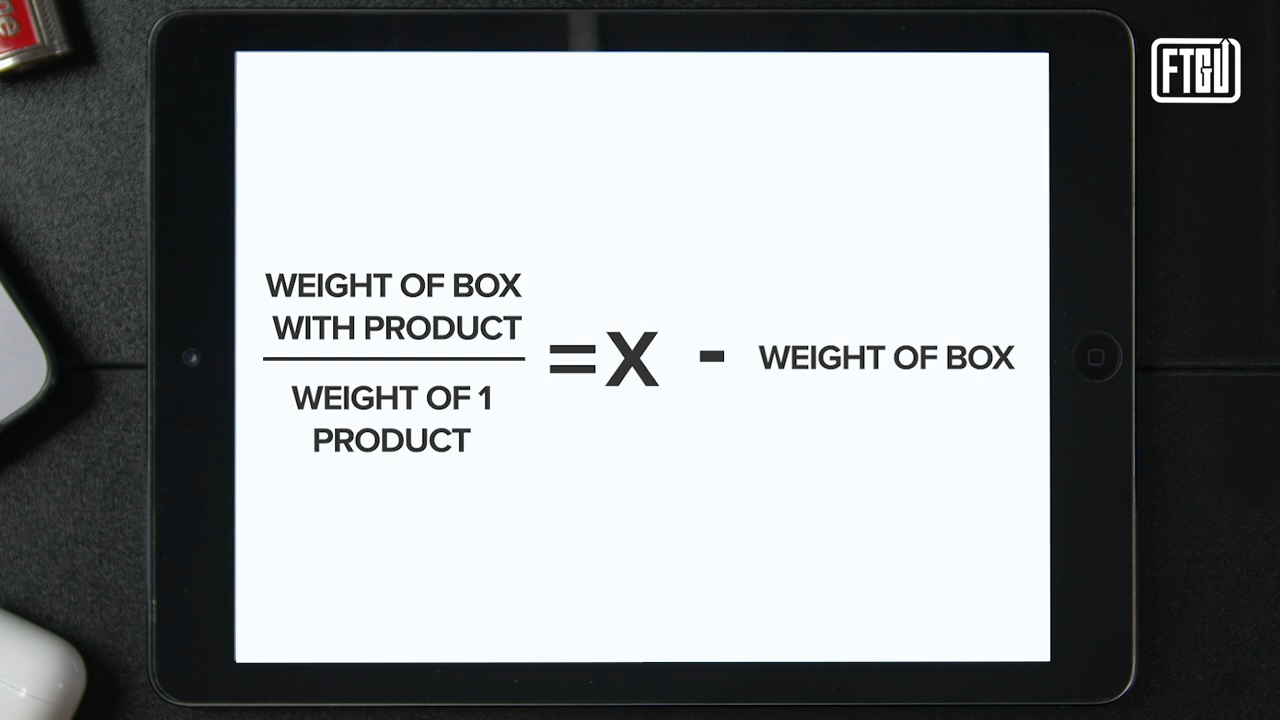 FTGU
WEIGHT OF BOX
WITH PRODUCT
WEIGHT OF 1
PRODUCT
= X - WEIGHT OF BOX